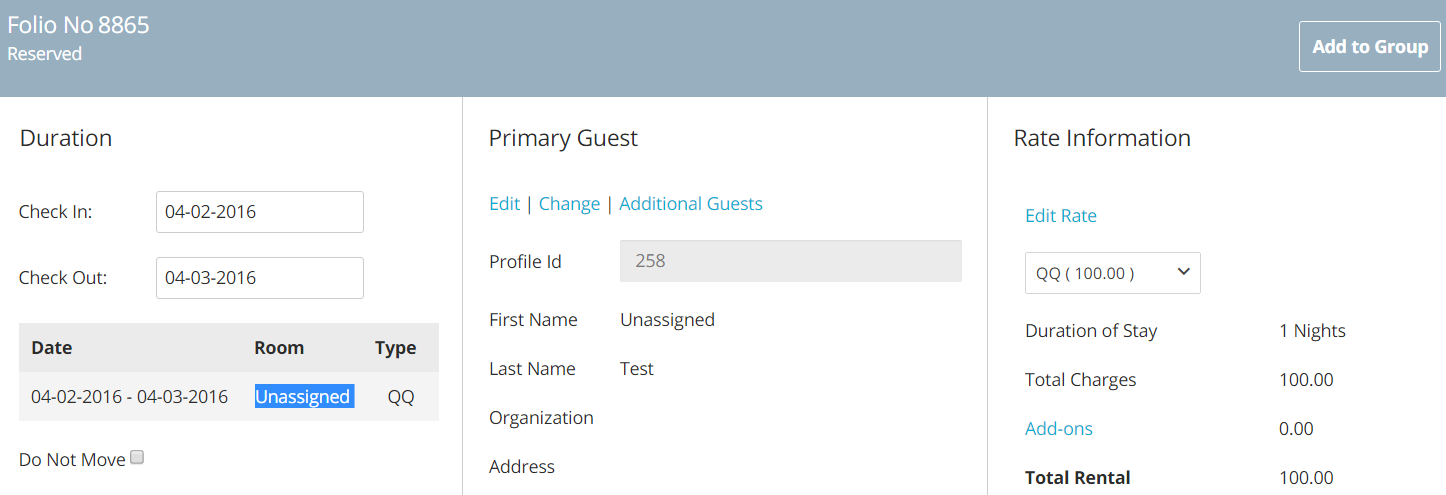 Folio No 8865
Reserved
Add to Group
Duration
Check In: 04-02-2016
Check Out: 04-03-2016
Date Room Type
04-02-2016 - 04-03-2016 Unassigned QQ
Do Not Move
Primary Guest
Edit | Change | Additional Guests
Profile Id 258
First Name Unassigned
Last Name Test
Organization
Address
Rate Information
Edit Rate
QQ ( 100.00 )
Duration of Stay 1 Nights
Total Charges 100.00
Add-ons 0.00
Total Rental 100.00